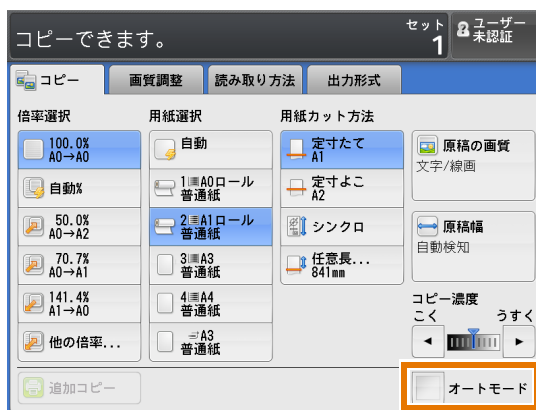 コピーできます。
セット
1
ユーザー
未認証
コピー
画質調整
読み取り方法
出力形式
倍率選択
100.0%
A0→A0
自動%
50.0%
A0→A2
70.7%
A0→A1
141.4%
A1→A0
他の倍率...
用紙選択
自動
1 A0ロール
普通紙
2 A1ロール
普通紙
3 A3
普通紙
4 A4
普通紙
A3
普通紙
用紙カット方法
定寸たて
A1
定寸よこ
A2
シンクロ
任意長...
841mm
原稿の画質
文字/線画
原稿幅
自動検知
コピー濃度
こく うすく
追加コピー
オートモード